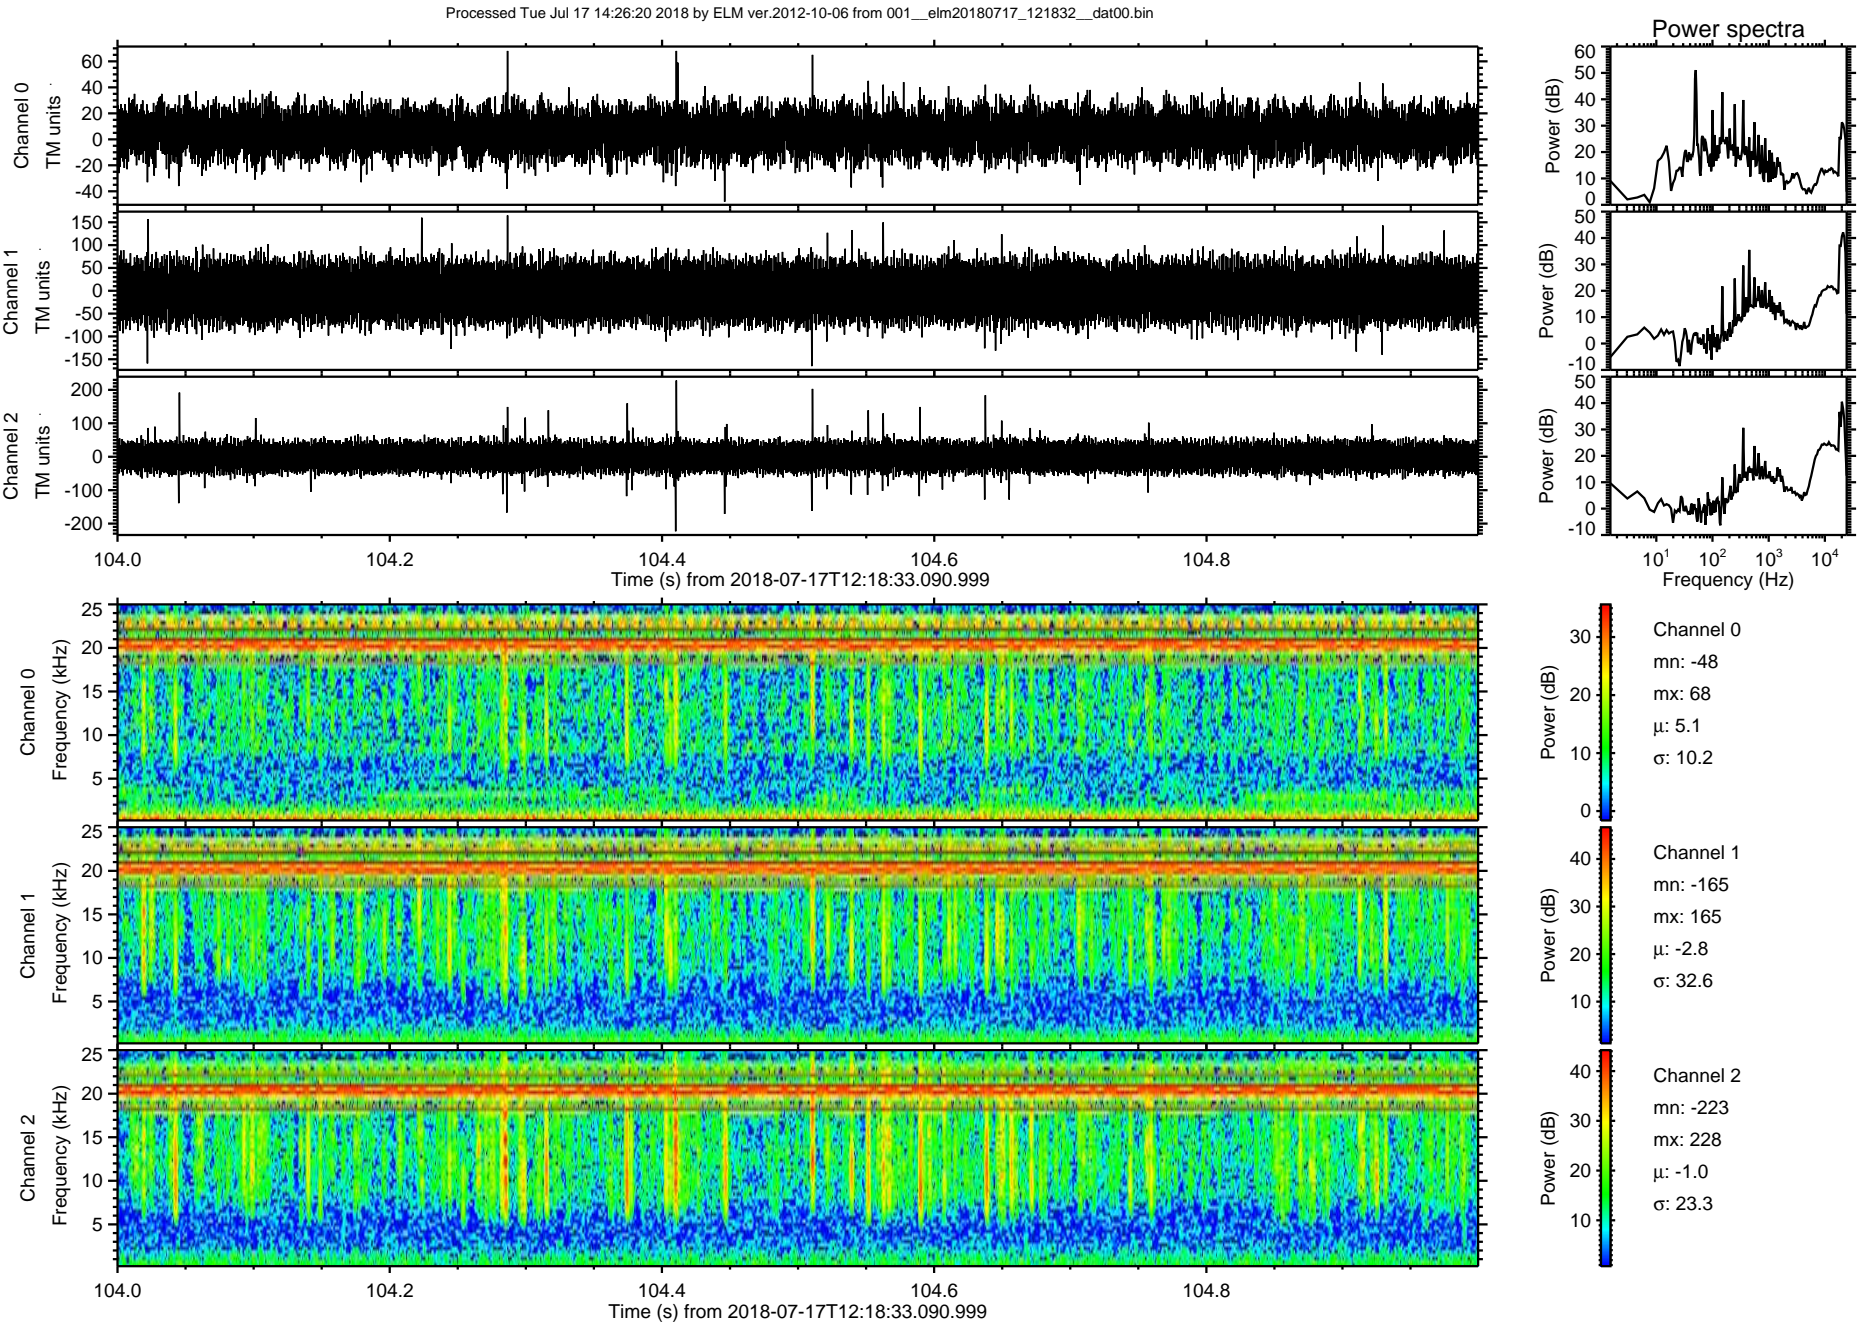 Processed Tue Jul 17 14:26:20 2018 by ELM ver.2012-10-06 from 001__elm20180717_121832__dat00.bin
Power spectra
Channel 0
TM units
60
40
20
0
-20
-40
Power (dB)
60
50
40
30
20
10
0
Channel 1
TM units
150
100
50
0
-50
-100
-150
Power (dB)
50
40
30
20
10
0
-10
Channel 2
TM units
200
100
0
-100
-200
Power (dB)
50
40
30
20
10
0
-10
104.0 104.2 104.4 104.6 104.8
Time (s) from 2018-07-17T12:18:33.090.999
10¹ 10² 10³ 10⁴
Frequency (Hz)
Channel 0
Frequency (kHz)
25
20
15
10
5
Power (dB)
30
20
10
0
Channel 0
mn: -48
mx: 68
μ: 5.1
σ: 10.2
Channel 1
Frequency (kHz)
25
20
15
10
5
Power (dB)
40
30
20
10
Channel 1
mn: -165
mx: 165
μ: -2.8
σ: 32.6
Channel 2
Frequency (kHz)
25
20
15
10
5
Power (dB)
40
30
20
10
Channel 2
mn: -223
mx: 228
μ: -1.0
σ: 23.3
104.0 104.2 104.4 104.6 104.8
Time (s) from 2018-07-17T12:18:33.090.999